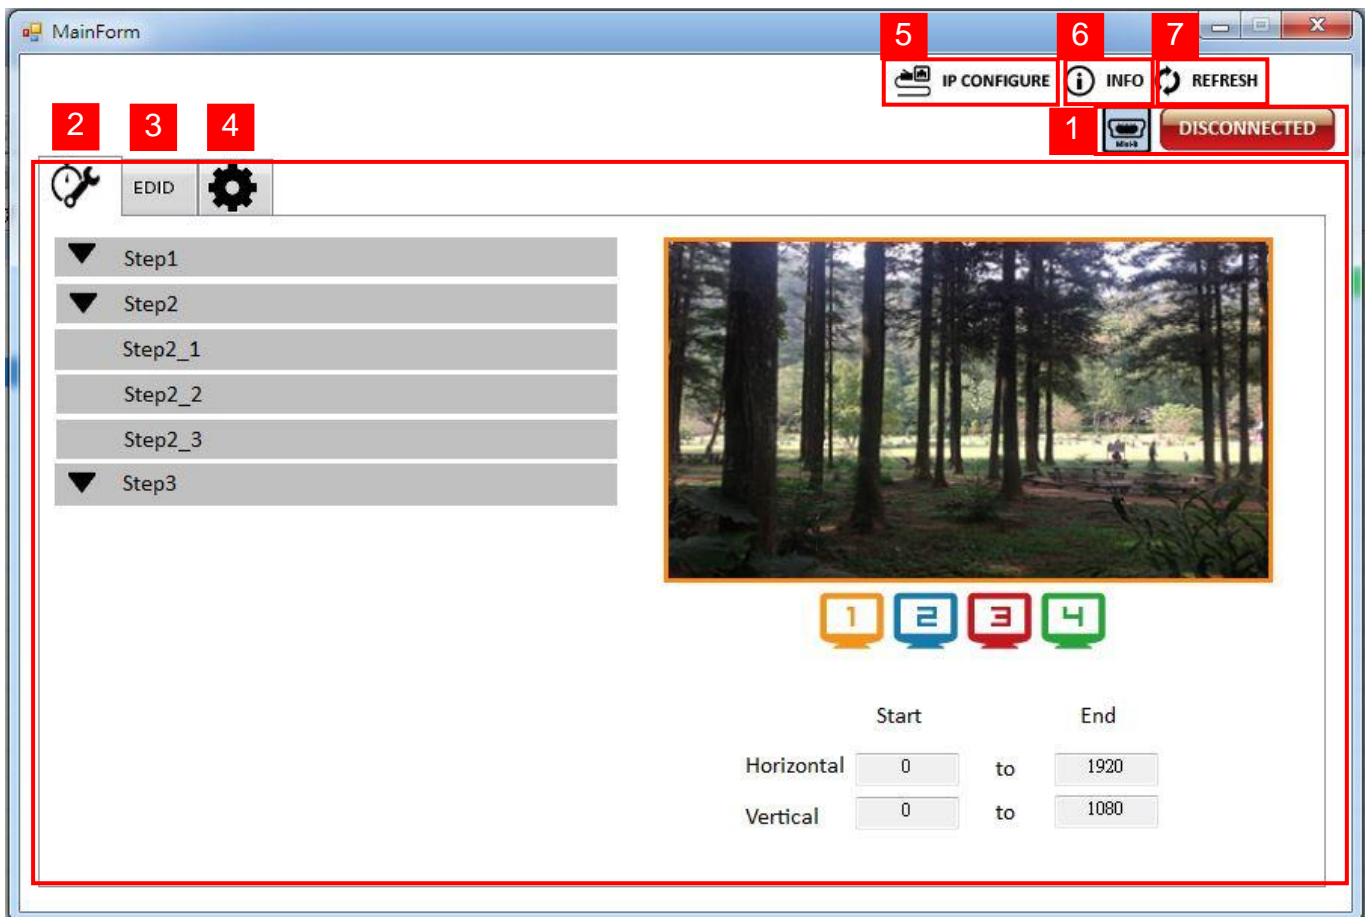 MainForm
5 6 7
IP CONFIGURE INFO REFRESH
2 3 4 1
DISCONNECTED
EDID
Step1
Step2
Step2_1
Step2_2
Step2_3
Step3
1 2 3 4
Start End
Horizontal 0 to 1920
Vertical 0 to 1080